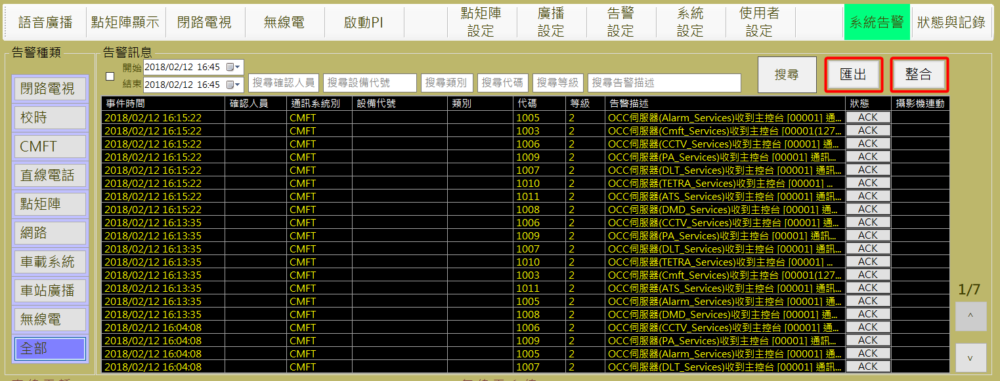 語音廣播 點矩陣顯示 閉路電視 無線電 啟動PI 點矩陣 設定 廣播 設定 告警 設定 系統 設定 使用者 設定 系統告警 狀態與記錄
告警種類
閉路電視
校時
CMFT
直線電話
點矩陣
網路
車載系統
車站廣播
無線電
全部
告警訊息
開始 2018/02/12 16:45
結束 2018/02/12 16:45
搜尋確認人員 搜尋設備代號 搜尋類別 搜尋代碼 搜尋等級 搜尋告警描述 搜尋 匯出 整合
事件時間 確認人員 通訊系統別 設備代號 類別 代碼 等級 告警描述 狀態 攝影機連動
2018/02/12 16:15:22 CMFT 1005 2 OCC伺服器(Alarm_Services)收到主控台 [00001] 通... ACK
2018/02/12 16:15:22 CMFT 1003 2 OCC伺服器(Cmft_Services)收到主控台 [00001(127... ACK
2018/02/12 16:15:22 CMFT 1006 2 OCC伺服器(CCTV_Services)收到主控台 [00001] 通... ACK
2018/02/12 16:15:22 CMFT 1009 2 OCC伺服器(PA_Services)收到主控台 [00001] 通訊... ACK
2018/02/12 16:15:22 CMFT 1007 2 OCC伺服器(DLT_Services)收到主控台 [00001] 通訊... ACK
2018/02/12 16:15:22 CMFT 1010 2 OCC伺服器(TETRA_Services)收到主控台 [00001] ... ACK
2018/02/12 16:15:22 CMFT 1011 2 OCC伺服器(ATS_Services)收到主控台 [00001] 通訊... ACK
2018/02/12 16:15:22 CMFT 1008 2 OCC伺服器(DMD_Services)收到主控台 [00001] 通... ACK
2018/02/12 16:13:35 CMFT 1006 2 OCC伺服器(CCTV_Services)收到主控台 [00001] 通... ACK
2018/02/12 16:13:35 CMFT 1009 2 OCC伺服器(PA_Services)收到主控台 [00001] 通訊... ACK
2018/02/12 16:13:35 CMFT 1007 2 OCC伺服器(DLT_Services)收到主控台 [00001] 通訊... ACK
2018/02/12 16:13:35 CMFT 1010 2 OCC伺服器(TETRA_Services)收到主控台 [00001] ... ACK
2018/02/12 16:13:35 CMFT 1003 2 OCC伺服器(Cmft_Services)收到主控台 [00001(127... ACK
2018/02/12 16:13:35 CMFT 1011 2 OCC伺服器(ATS_Services)收到主控台 [00001] 通訊... ACK
2018/02/12 16:13:35 CMFT 1005 2 OCC伺服器(Alarm_Services)收到主控台 [00001] 通... ACK
2018/02/12 16:13:35 CMFT 1008 2 OCC伺服器(DMD_Services)收到主控台 [00001] 通... ACK
2018/02/12 16:04:08 CMFT 1006 2 OCC伺服器(CCTV_Services)收到主控台 [00001] 通... ACK
2018/02/12 16:04:08 CMFT 1009 2 OCC伺服器(PA_Services)收到主控台 [00001] 通訊... ACK
2018/02/12 16:04:08 CMFT 1005 2 OCC伺服器(Alarm_Services)收到主控台 [00001] 通... ACK
2018/02/12 16:04:08 CMFT 1007 2 OCC伺服器(DLT_Services)收到主控台 [00001] 通訊... ACK
1/7